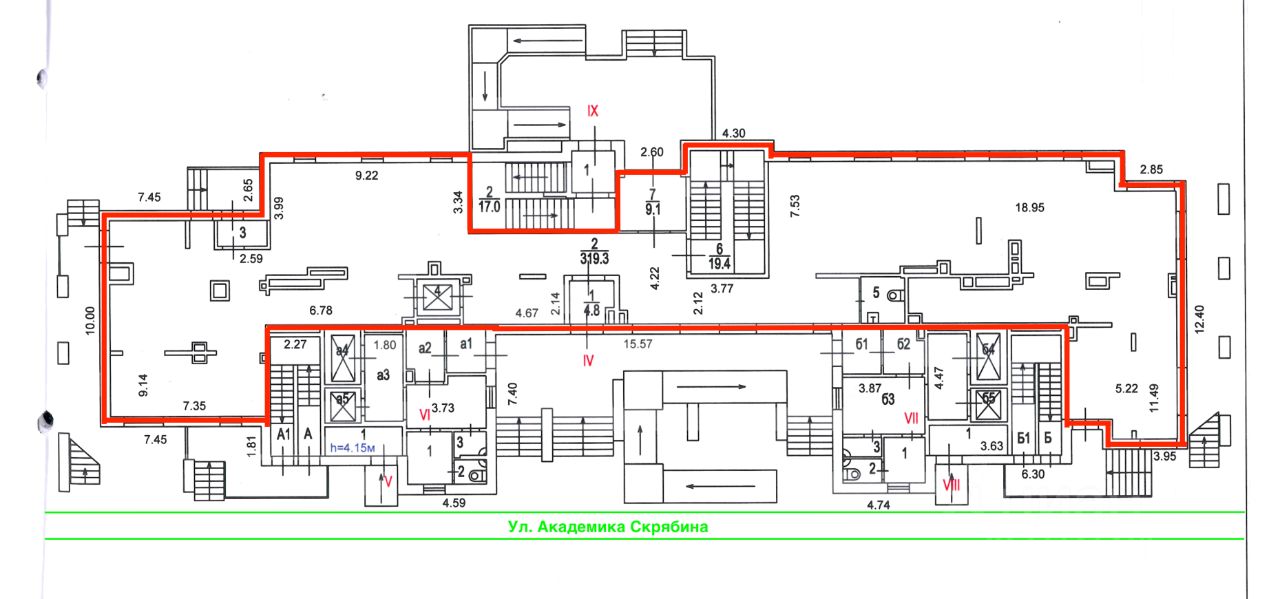 IX
4.30
2.60
1
2.85
9.22
7.45
2.65
3.99
3.34
2
17.0
7
9.1
7.53
18.95
3
2.59
2
319.3
6
19.4
4.22
3.77
4
1
4.8
2.14
2.12
5
6.78
4.67
10.00
12.40
2.27
а4
1.80
а2
а1
IV
15.57
б1
б2
б4
а3
9.14
7.35
а5
3.73
7.40
3.87
б3
4.47
б5
5.22
11.49
VI
VII
7.45
1.81
А1
А
1
h=4.15м
1
3
2
3
1
2
1
3.63
Б1
Б
3.95
V
VIII
6.30
4.59
4.74
Ул. Академика Скрябина